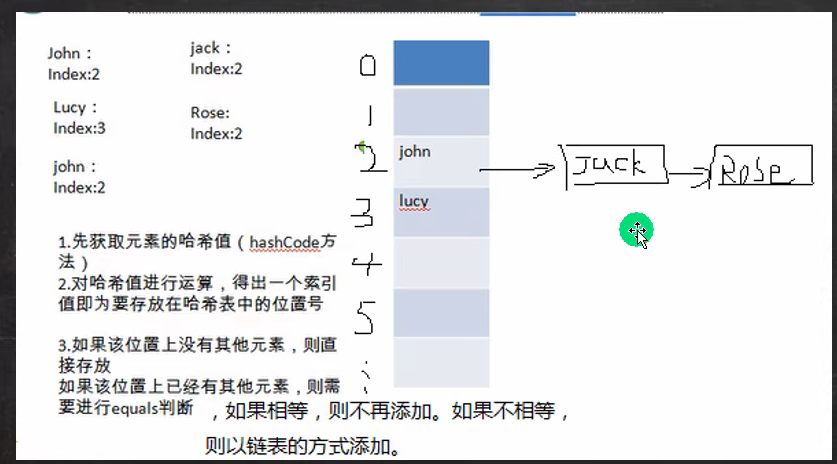 John：
Index:2
jack：
Index:2
Lucy：
Index:3
Rose:
Index:2
john：
Index:2
0
1
2
3
4
5
john
lucy
Jack
Rose
1.先获取元素的哈希值（hashCode方
法）
2.对哈希值进行运算，得出一个索引
值即为要存放在哈希表中的位置号
3.如果该位置上没有其他元素，则直
接存放
如果该位置上已经有其他元素，则需
要进行equals判断，如果相等，则不再添加。如果不相等，
则以链表的方式添加。